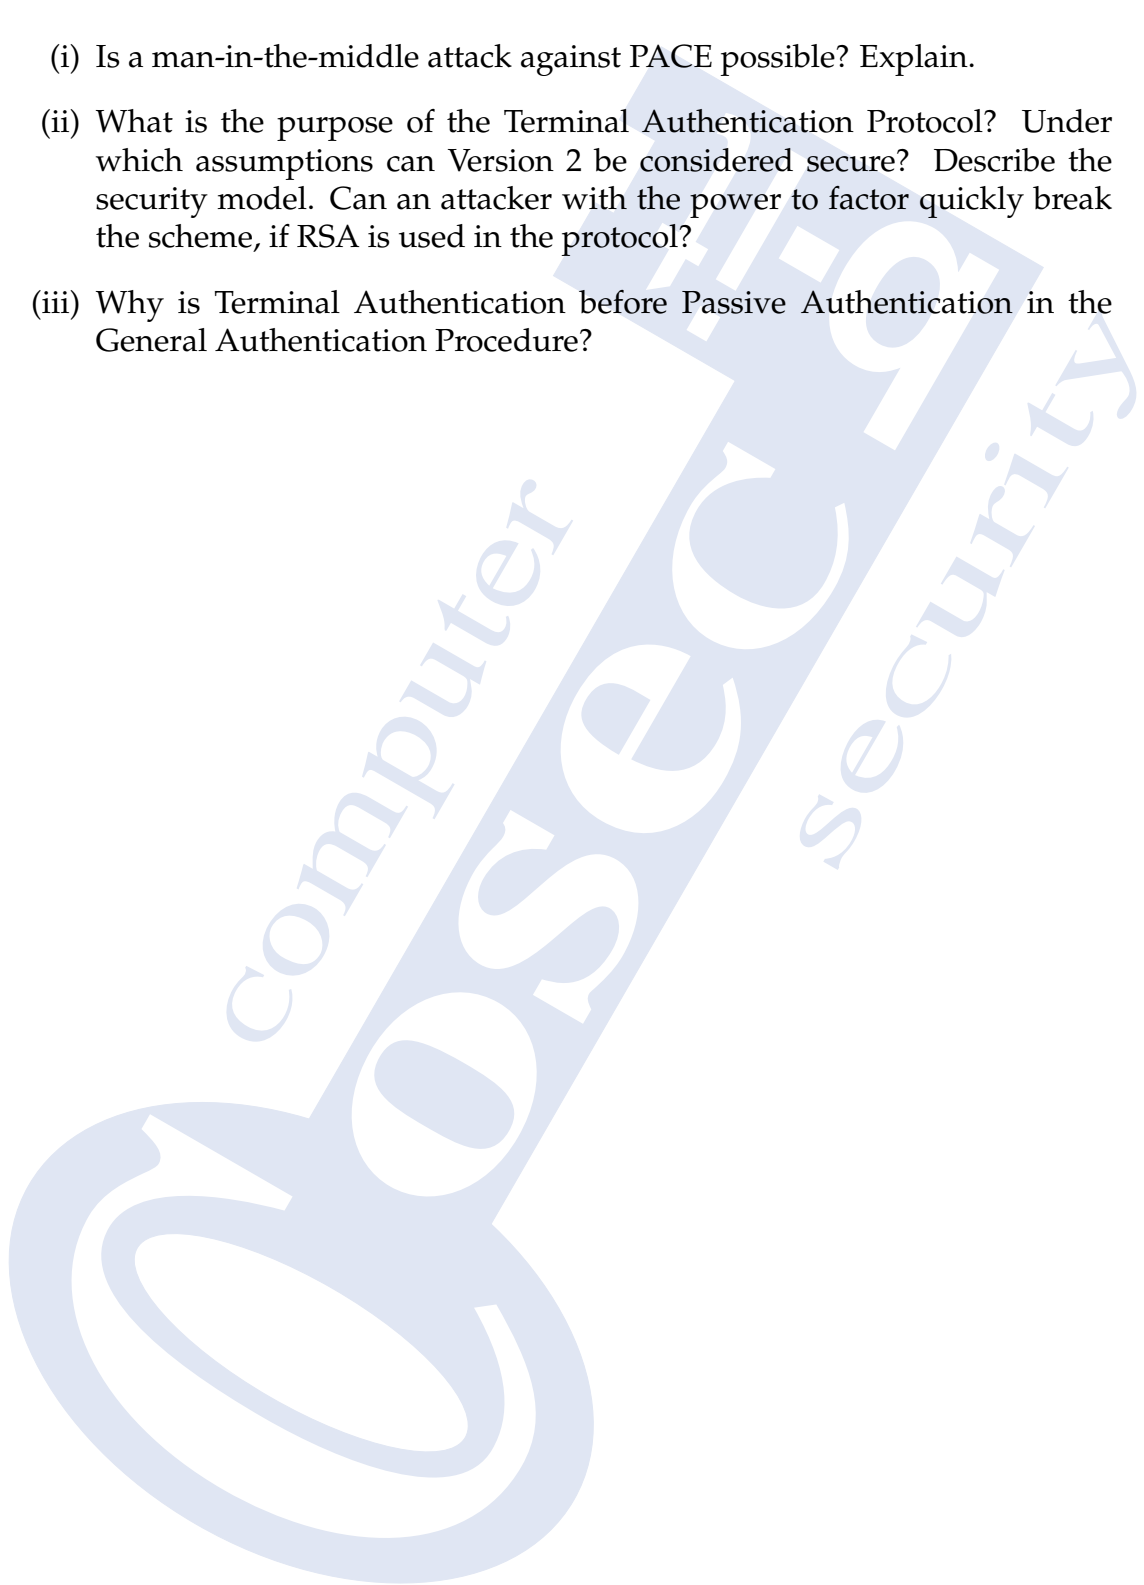 (i) Is a man-in-the-middle attack against PACE possible? Explain.
(ii) What is the purpose of the Terminal Authentication Protocol? Under
which assumptions can Version 2 be considered secure? Describe the
security model. Can an attacker with the power to factor quickly break
the scheme, if RSA is used in the protocol?
(iii) Why is Terminal Authentication before Passive Authentication in the
General Authentication Procedure?
computer
security
cosec